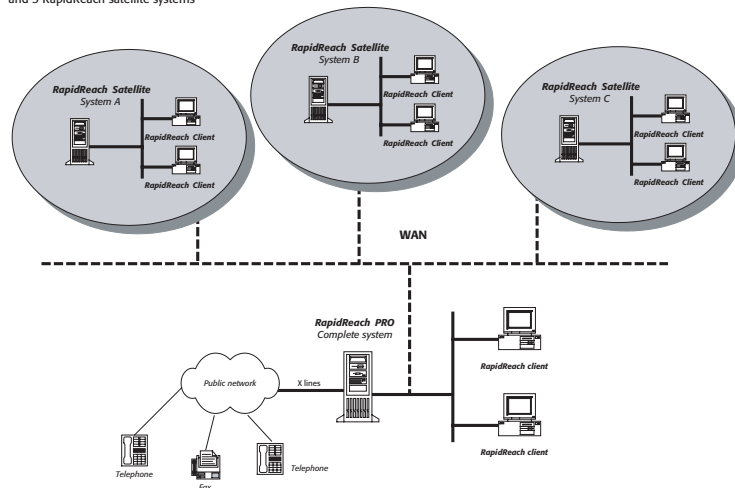 and 3 RapidReach satellite systems
RapidReach Satellite
System A
RapidReach Client
RapidReach Client
RapidReach Satellite
System B
RapidReach Client
RapidReach Client
RapidReach Satellite
System C
RapidReach Client
RapidReach Client
WAN
RapidReach PRO
Complete system
RapidReach client
RapidReach client
Public network
X lines
Telephone
Fax
Telephone